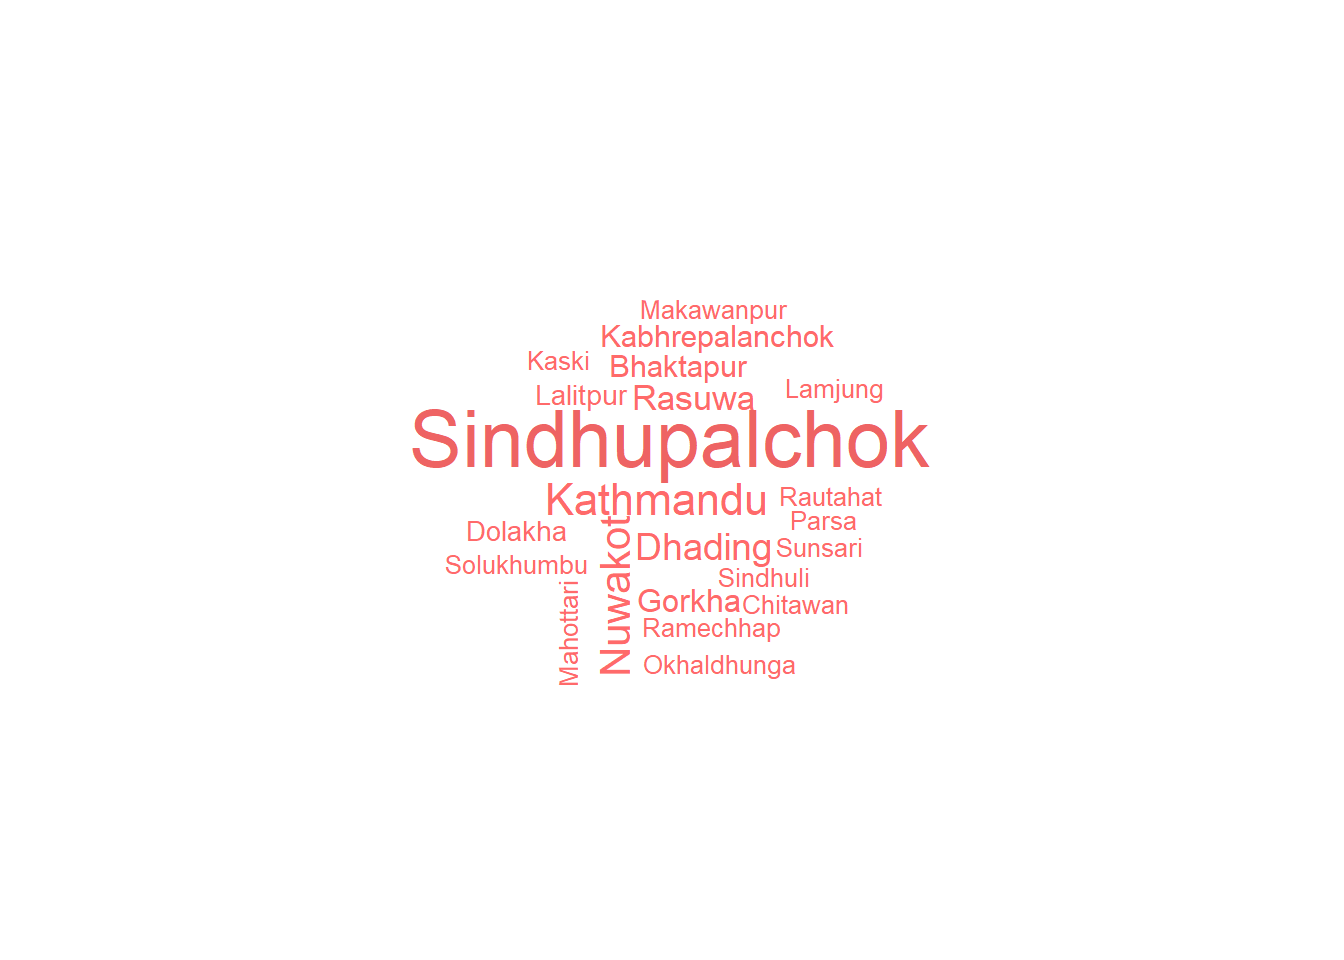 Makawanpur
Kabhrepalanchok
Kaski
Bhaktapur
Lamjung
Lalitpur
Rasuwa
Sindhupalchok
Kathmandu
Rautahat
Parsa
Dolakha
Nuwakot
Dhading
Sunsari
Solukhumbu
Sindhuli
Mahottari
Gorkha
Chitawan
Ramechhap
Okhaldhunga